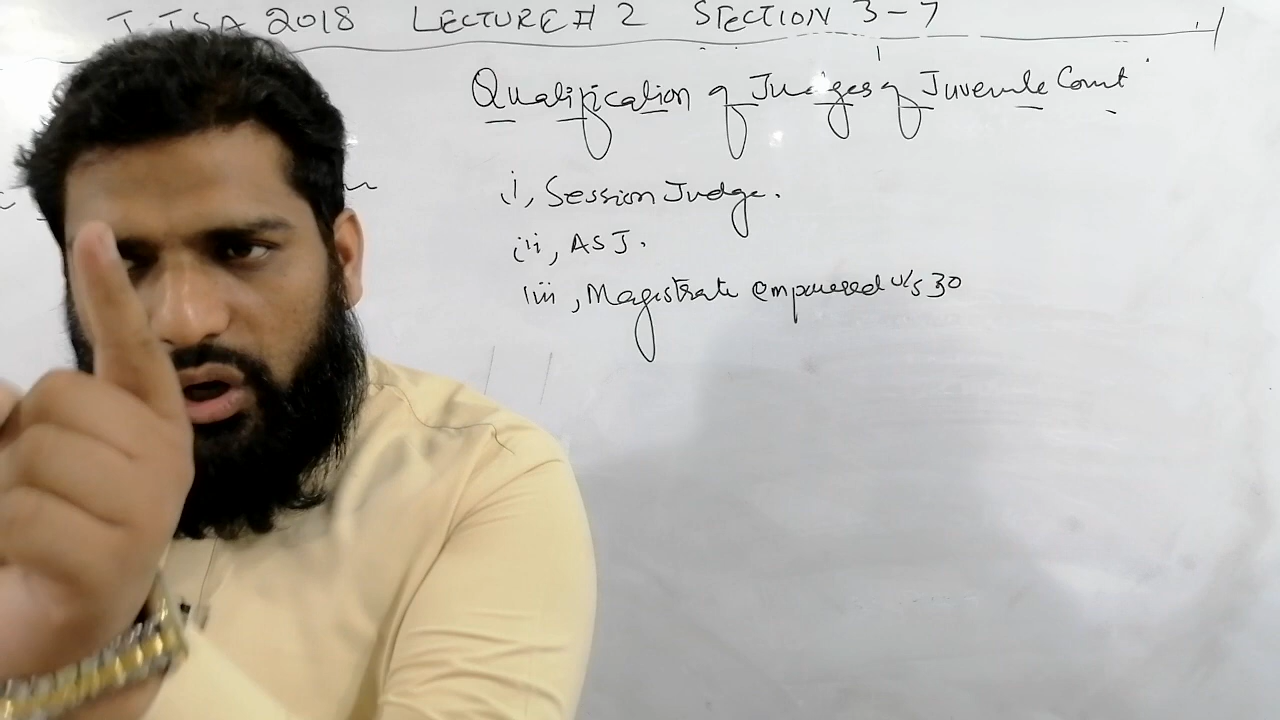 JJSA 2018 LECTURE # 2 SECTION 3-7
Qualification of Judges of Juvenile Court
i, Session Judge.
ii, ASJ.
iii, Magistrate empowered u/s 30